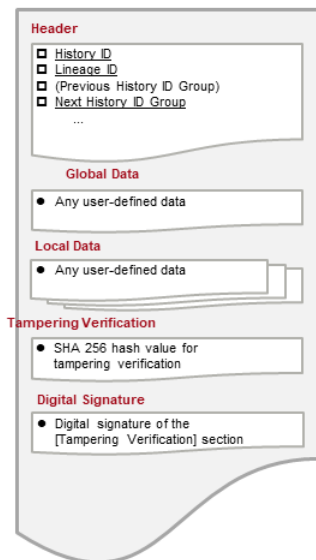 Header
History ID
Lineage ID
(Previous History ID Group)
Next History ID Group
...
Global Data
● Any user-defined data
Local Data
● Any user-defined data
Tampering Verification
● SHA 256 hash value for
tampering verification
Digital Signature
● Digital signature of the
[Tampering Verification] section